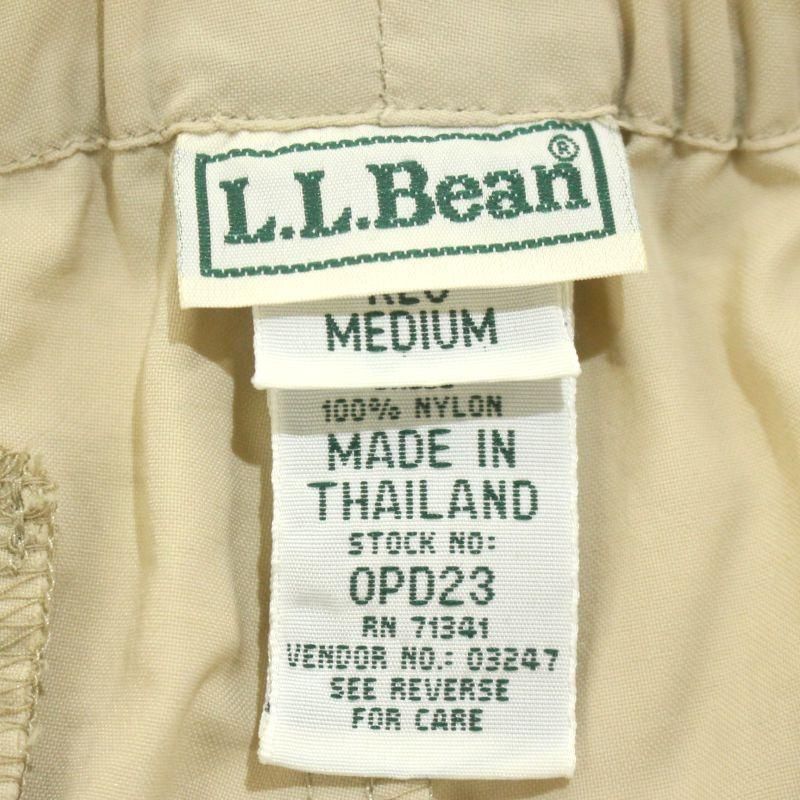 L.L.Bean®
REG
MEDIUM
100% NYLON
MADE IN
THAILAND
STOCK NO:
0PD23
RN 71341
VENDOR NO.: 03247
SEE REVERSE
FOR CARE